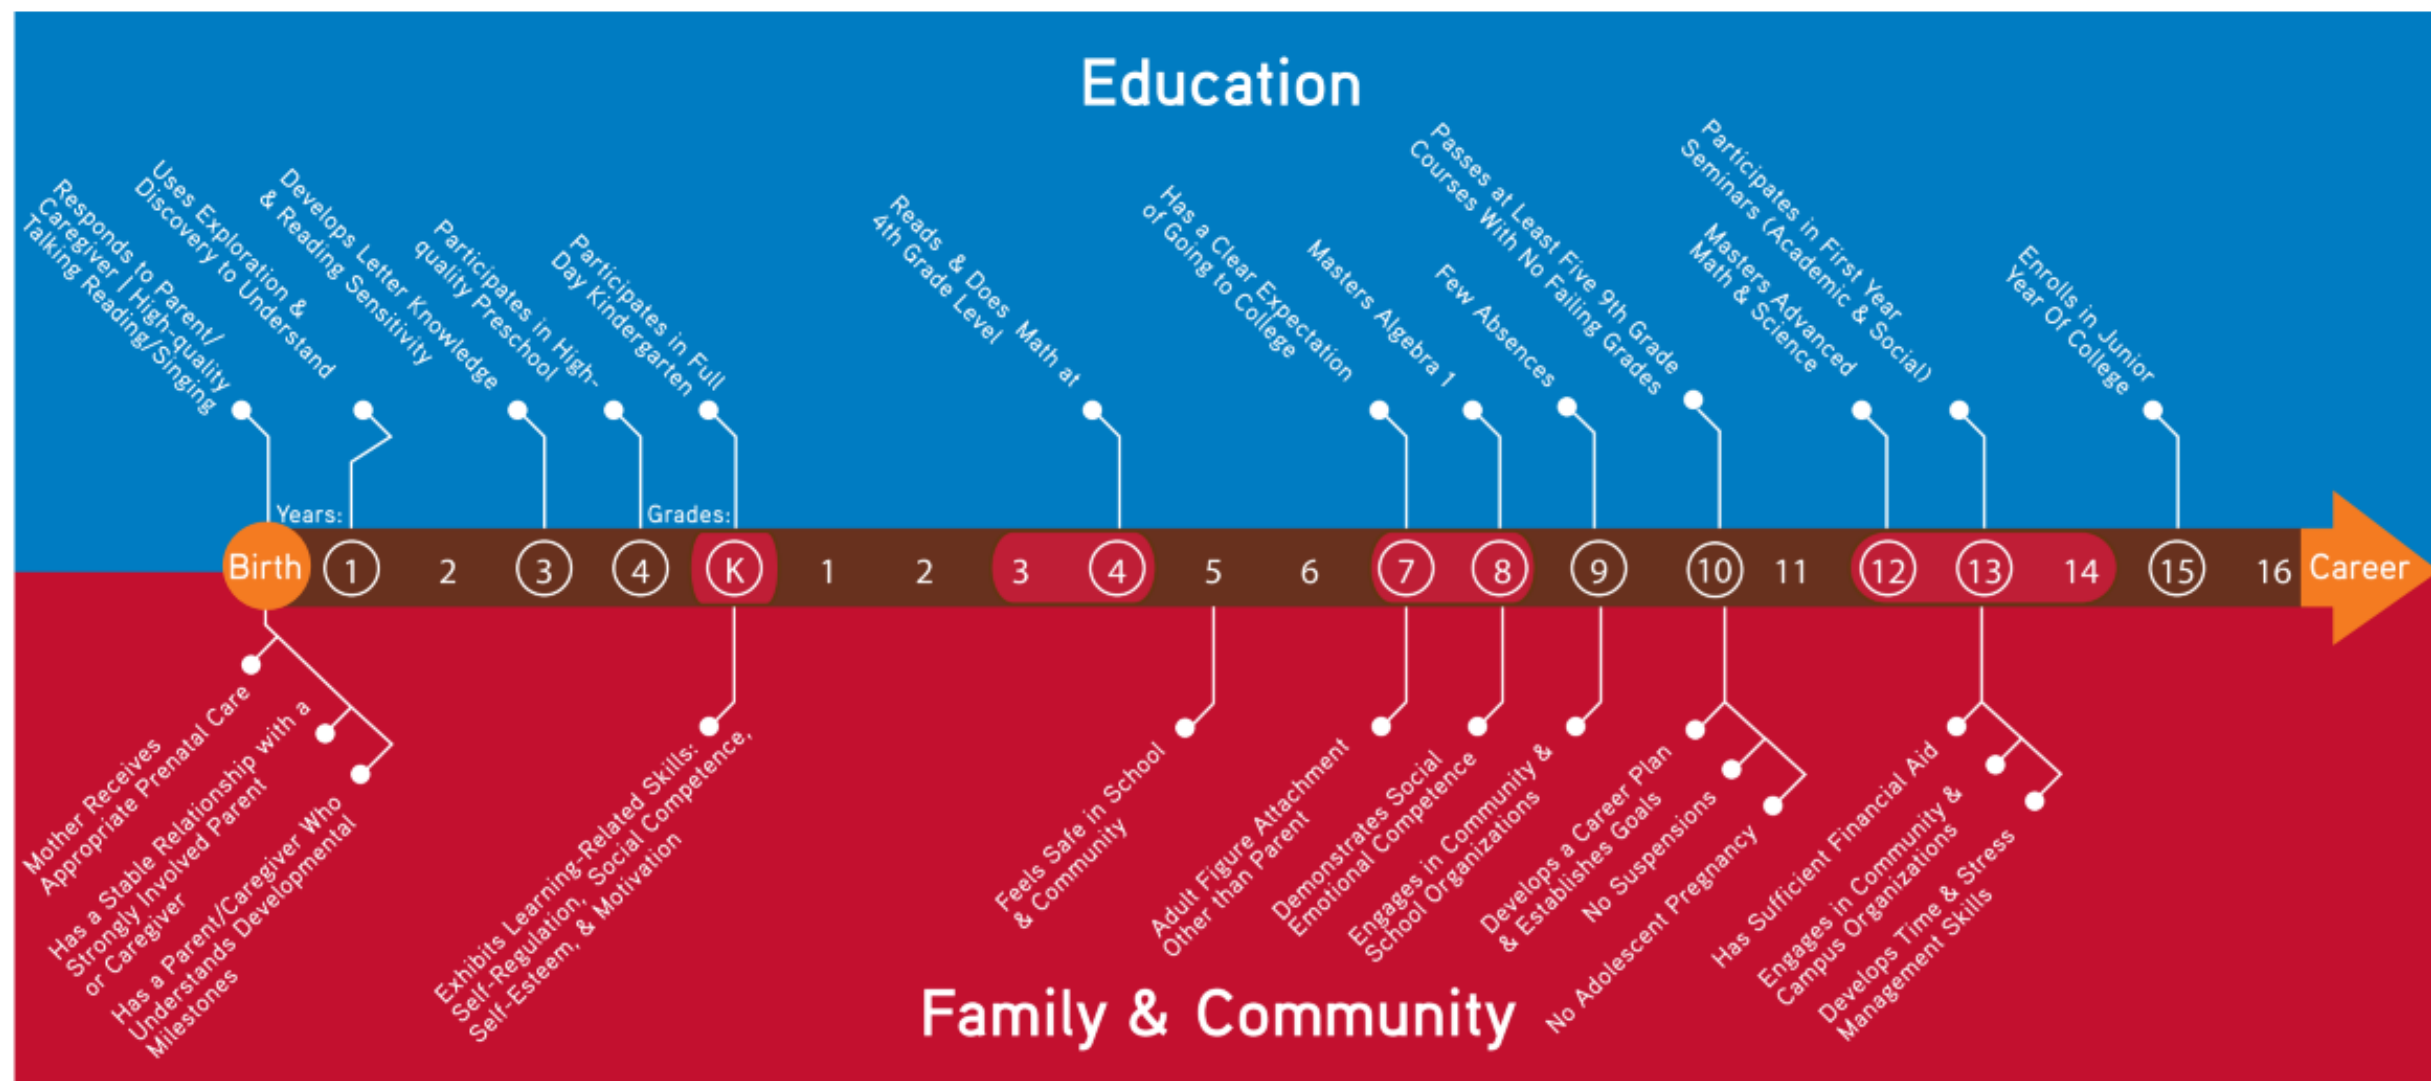 Education
Responds to Parent/
Caregiver | High-quality
Talking Reading/Singing
Uses Exploration &
Discovery to Understand
Develops Letter Knowledge
& Reading Sensitivity
Participates in High-
quality Preschool
Participates in Full
Day Kindergarten
Reads & Does Math at
4th Grade Level
Has a Clear Expectation
of Going to College
Masters Algebra 1
Few Absences
Passes at Least Five 9th Grade
Courses With No Failing Grades
Masters Advanced
Math & Science
Participates in First Year
Seminars (Academic & Social)
Enrolls in Junior
Year Of College
Years:
Grades:
Birth 1 2 3 4 K 1 2 3 4 5 6 7 8 9 10 11 12 13 14 15 16 Career
Mother Receives
Appropriate Prenatal Care
Has a Stable Relationship with a
Strongly Involved Parent
or Caregiver
Has a Parent/Caregiver Who
Understands Developmental
Milestones
Exhibits Learning-Related Skills:
Self-Regulation, Social Competence,
Self-Esteem, & Motivation
Feels Safe in School
& Community
Adult Figure Attachment
Other than Parent
Demonstrates Social
Emotional Competence
Engages in Community &
School Organizations
Develops a Career Plan
& Establishes Goals
No Suspensions
No Adolescent Pregnancy
Has Sufficient Financial Aid
Engages in Community &
Campus Organizations
Develops Time & Stress
Management Skills
Family & Community